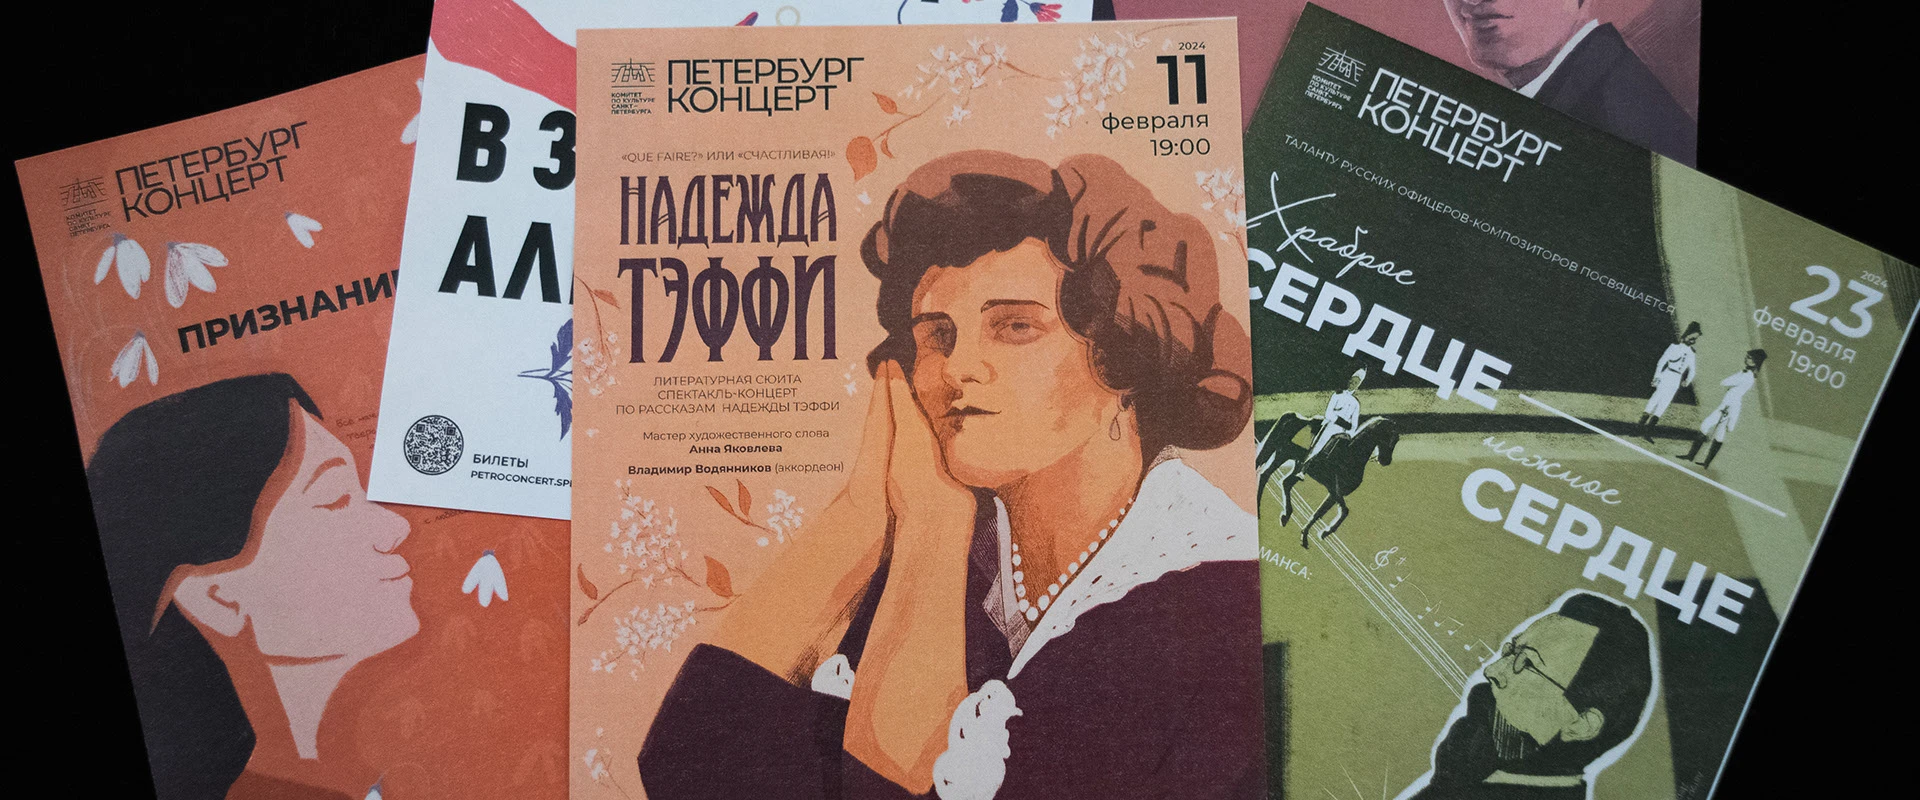 КОМИТЕТ
ПО КУЛЬТУРЕ
САНКТ–
ПЕТЕРБУРГА
ПЕТЕРБУРГ
КОНЦЕРТ
ПРИЗНАНИ
В З
АЛ
БИЛЕТЫ
PETROCONCERT.SP
КОМИТЕТ
ПО КУЛЬТУРЕ
САНКТ–
ПЕТЕРБУРГА
ПЕТЕРБУРГ
КОНЦЕРТ
2024
11
февраля
19:00
«QUE FAIRE?» ИЛИ «СЧАСТЛИВАЯ!»
НАДЕЖДА
ТЭФФИ
ЛИТЕРАТУРНАЯ СЮИТА
СПЕКТАКЛЬ-КОНЦЕРТ
ПО РАССКАЗАМ НАДЕЖДЫ ТЭФФИ
Мастер художественного слова
Анна Яковлева
Владимир Водянников (аккордеон)
КОМИТЕТ
ПО КУЛЬТУРЕ
САНКТ–
ПЕТЕРБУРГА
ПЕТЕРБУРГ
КОНЦЕРТ
ТАЛАНТУ РУССКИХ ОФИЦЕРОВ-КОМПОЗИТОРОВ ПОСВЯЩАЕТСЯ
2024
23
февраля
19:00
Храброе
СЕРДЦЕ
нежное
СЕРДЦЕ
МАНСА: